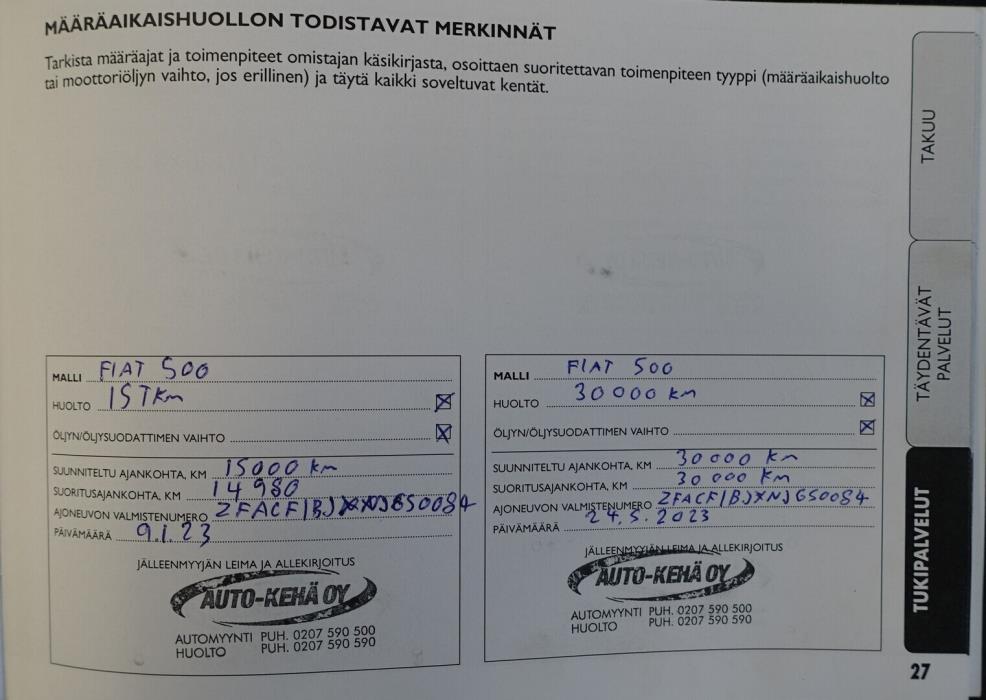 MÄÄRÄAIKAISHUOLLON TODISTAVAT MERKINNÄT
Tarkista määräajat ja toimenpiteet omistajan käsikirjasta, osoittaen suoritettavan toimenpiteen tyyppi (määräaikaishuolto
tai moottoriöljyn vaihto, jos erillinen) ja täytä kaikki soveltuvat kentät.
MALLI FIAT 500
HUOLTO 15 TKm
ÖLJYN/ÖLJYSUODATTIMEN VAIHTO
SUUNNITELTU AJANKOHTA, KM 15000 km
SUORITUSAJANKOHTA, KM 14980
AJONEUVON VALMISTENUMERO
PÄIVÄMÄÄRÄ 9.1.23
JÄLLEENMYYJÄN LEIMA JA ALLEKIRJOITUS
AUTO-KEHÄ OY
AUTOMYYNTI PUH. 0207 590 500
HUOLTO PUH. 0207 590 590
MALLI FIAT 500
HUOLTO 30000 km
ÖLJYN/ÖLJYSUODATTIMEN VAIHTO
SUUNNITELTU AJANKOHTA, KM 30000 km
SUORITUSAJANKOHTA, KM 30 000 km
AJONEUVON VALMISTENUMERO ZFACF1BJXNJG50084
PÄIVÄMÄÄRÄ 24.5.2023
JÄLLEENMYYJÄN LEIMA JA ALLEKIRJOITUS
AUTO-KEHÄ OY
AUTOMYYNTI PUH. 0207 590 500
HUOLTO PUH. 0207 590 590
TAKUU
TÄYDENTÄVÄT
PALVELUT
TUKIPALVELUT
27